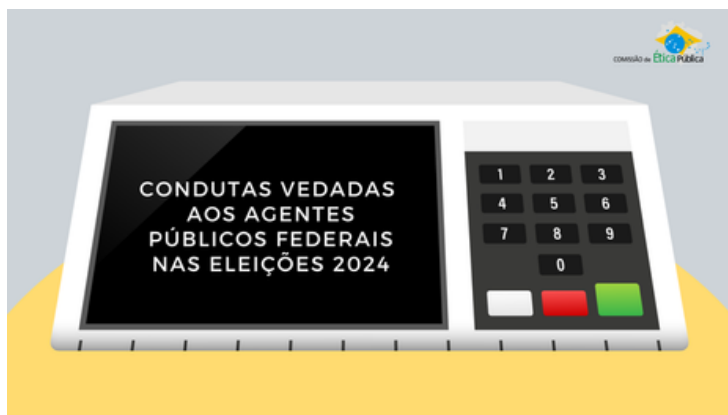 COMISSÃO de Ética Pública
CONDUTAS VEDADAS
AOS AGENTES
PÚBLICOS FEDERAIS
NAS ELEIÇÕES 2024
1 2 3
4 5 6
7 8 9
0